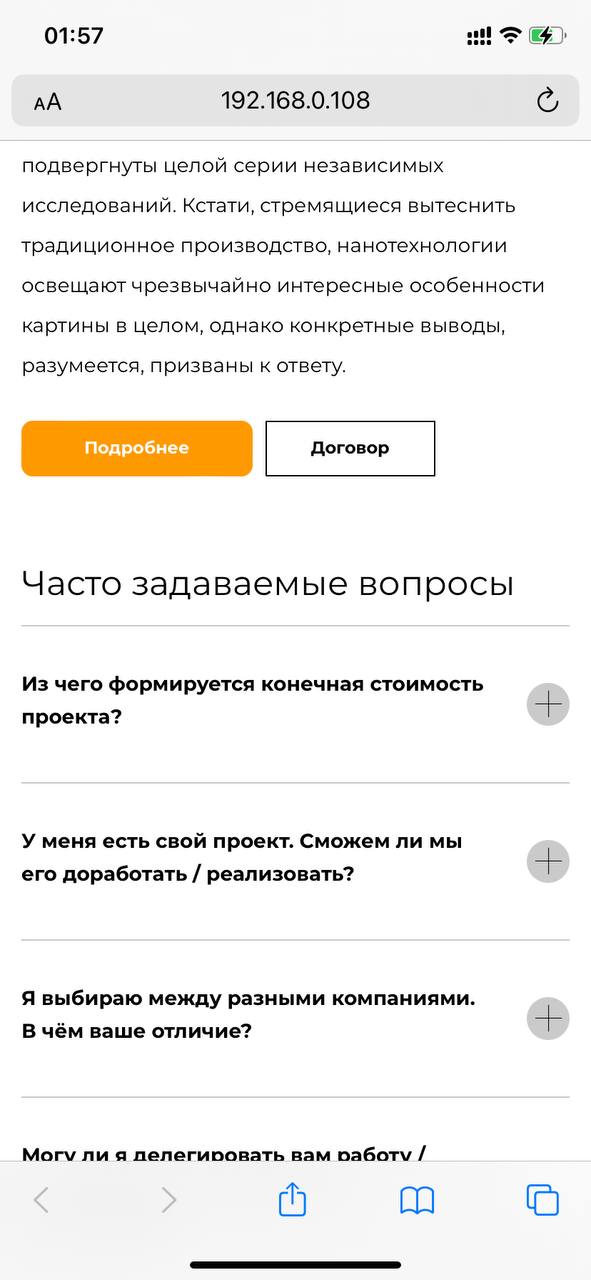 01:57
AA
192.168.0.108
подвергнуты целой серии независимых
исследований. Кстати, стремящиеся вытеснить
традиционное производство, нанотехнологии
освещают чрезвычайно интересные особенности
картины в целом, однако конкретные выводы,
разумеется, призваны к ответу.
Подробнее
Договор
Часто задаваемые вопросы
Из чего формируется конечная стоимость
проекта?
У меня есть свой проект. Сможем ли мы
его доработать / реализовать?
Я выбираю между разными компаниями.
В чём ваше отличие?
Могу ли я делегировать вам работу /